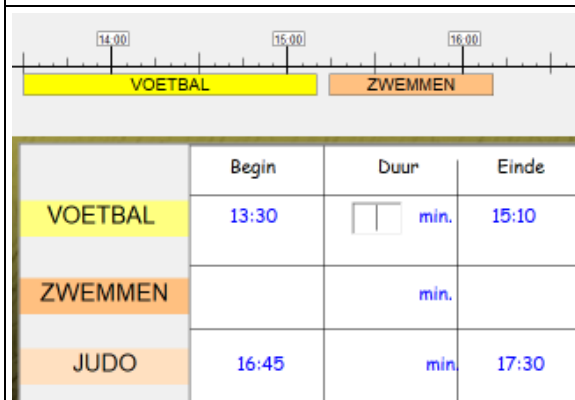 14:00 15:00 16:00
VOETBAL ZWEMMEN
Begin Duur Einde
VOETBAL 13:30 min. 15:10
ZWEMMEN min.
JUDO 16:45 min. 17:30